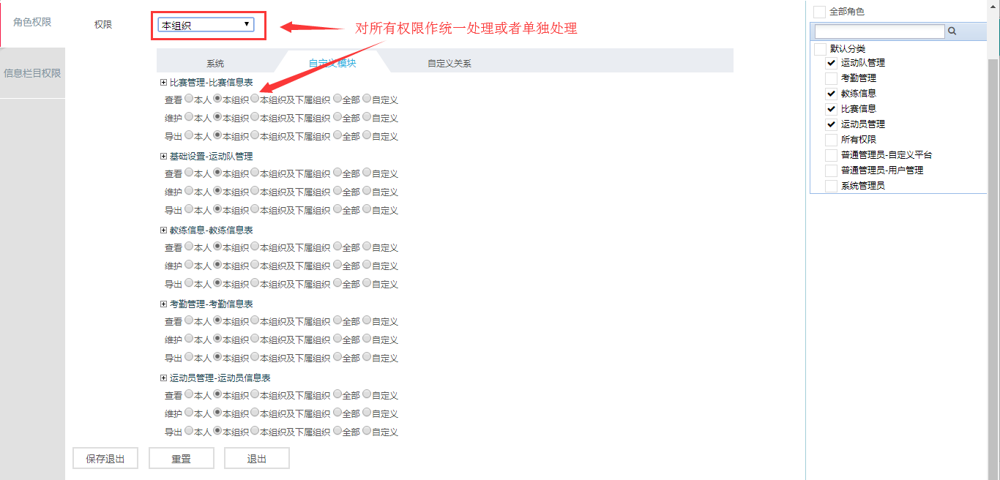 角色权限
信息栏目权限
权限
本组织
对所有权限作统一处理或者单独处理
系统
自定义模块
自定义关系
比赛管理-比赛信息表
查看 本人 本组织 本组织及下属组织 全部 自定义
维护 本人 本组织 本组织及下属组织 全部 自定义
导出 本人 本组织 本组织及下属组织 全部 自定义
基础设置-运动队管理
查看 本人 本组织 本组织及下属组织 全部 自定义
维护 本人 本组织 本组织及下属组织 全部 自定义
导出 本人 本组织 本组织及下属组织 全部 自定义
教练信息-教练信息表
查看 本人 本组织 本组织及下属组织 全部 自定义
维护 本人 本组织 本组织及下属组织 全部 自定义
导出 本人 本组织 本组织及下属组织 全部 自定义
考勤管理-考勤信息表
查看 本人 本组织 本组织及下属组织 全部 自定义
维护 本人 本组织 本组织及下属组织 全部 自定义
导出 本人 本组织 本组织及下属组织 全部 自定义
运动员管理-运动员信息表
查看 本人 本组织 本组织及下属组织 全部 自定义
维护 本人 本组织 本组织及下属组织 全部 自定义
导出 本人 本组织 本组织及下属组织 全部 自定义
保存退出
重置
退出
全部角色
默认分类
运动队管理
考勤管理
教练信息
比赛信息
运动员管理
所有权限
普通管理员-自定义平台
普通管理员-用户管理
系统管理员